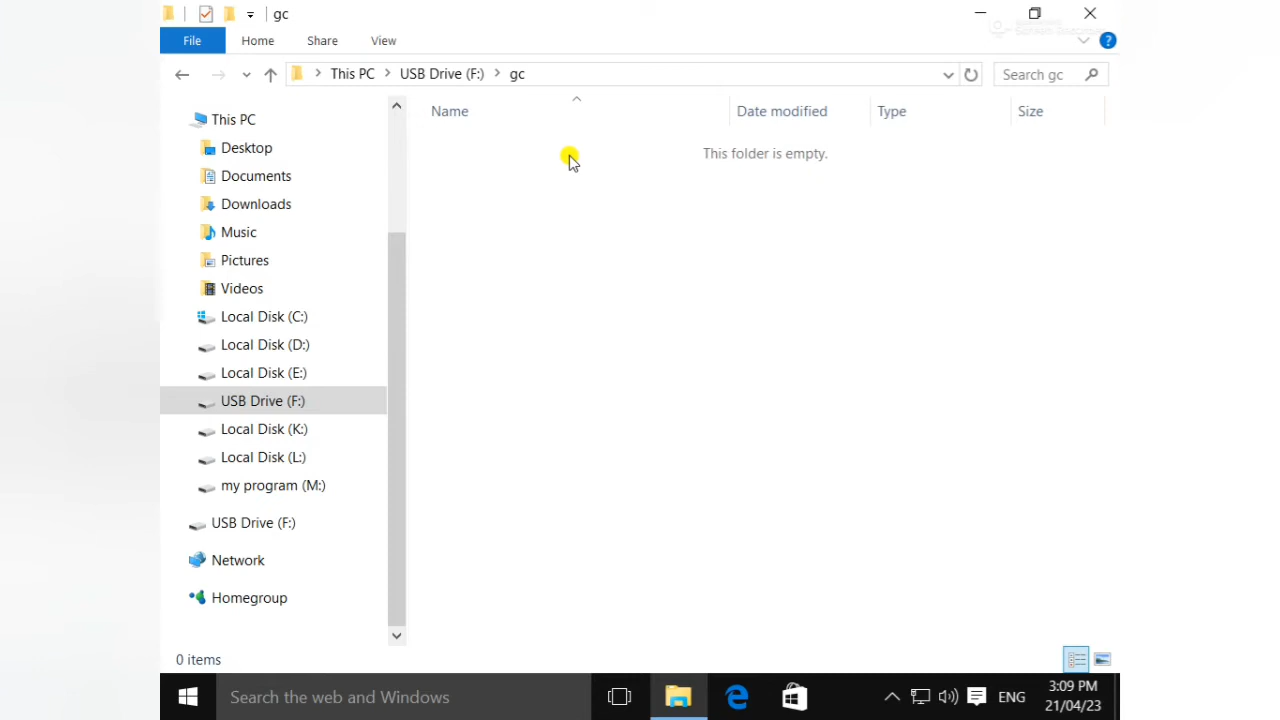 gc
File Home Share View
This PC USB Drive (F:) gc Search gc
Name Date modified Type Size
This folder is empty.
This PC
Desktop
Documents
Downloads
Music
Pictures
Videos
Local Disk (C:)
Local Disk (D:)
Local Disk (E:)
USB Drive (F:)
Local Disk (K:)
Local Disk (L:)
my program (M:)
USB Drive (F:)
Network
Homegroup
0 items
Search the web and Windows
ENG
3:09 PM
21/04/23